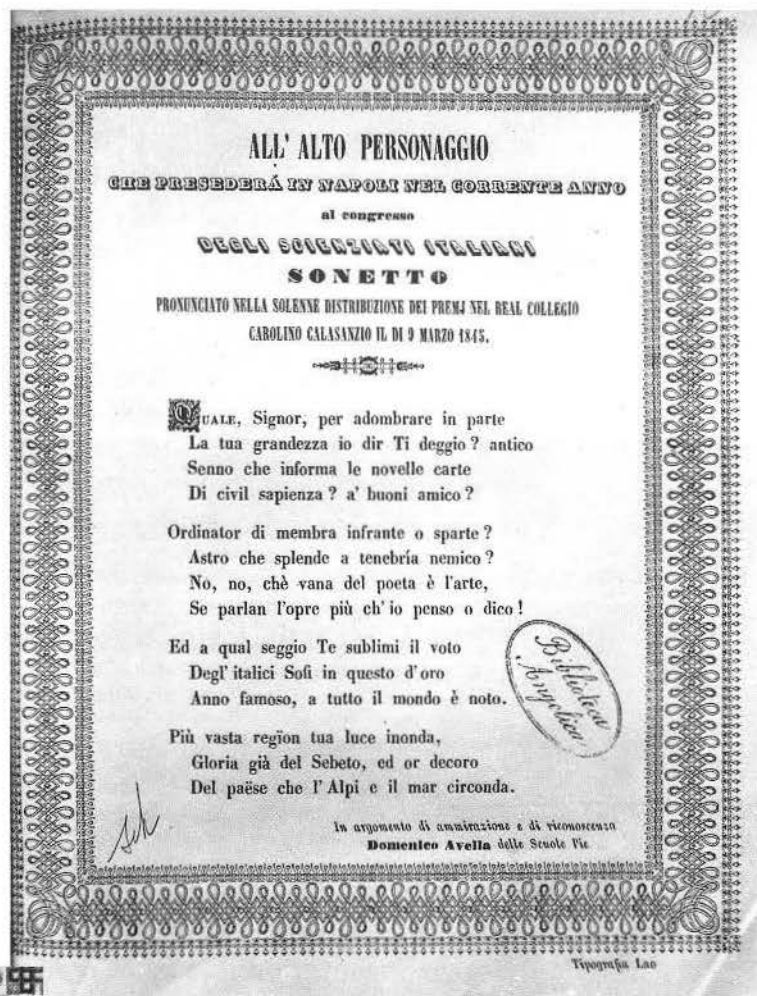 ALL' ALTO PERSONAGGIO
CHE PRESEDERÁ IN NAPOLI NEL CORRENTE ANNO
al congresso
DEGLI SCIENZIATI ITALIANI
SONETTO
PRONUNCIATO NELLA SOLENNE DISTRIBUZIONE DEI PREMJ NEL REAL COLLEGIO
CAROLINO CALASANZIO IL DI 9 MARZO 1845.
QUALE, Signor, per adombrare in parte
La tua grandezza io dir Ti deggio? antico
Senno che informa le novelle carte
Di civil sapienza? a' buoni amico?
Ordinator di membra infrante o sparte?
Astro che splende a tenebría nemico?
No, no, chè vana del poeta è l'arte,
Se parlan l'opre più ch' io penso o dico!
Ed a qual seggio Te sublimi il voto
Degl' italici Sofi in questo d'oro
Anno famoso, a tutto il mondo è noto.
Biblioteca
Angelica
Più vasta regïon tua luce inonda,
Gloria già del Sebeto, ed or decoro
Del paëse che l'Alpi e il mar circonda.
In argomento di ammirazione e di riconoscenza
Domenico Avella delle Scuole Pie
Tipografia Lao